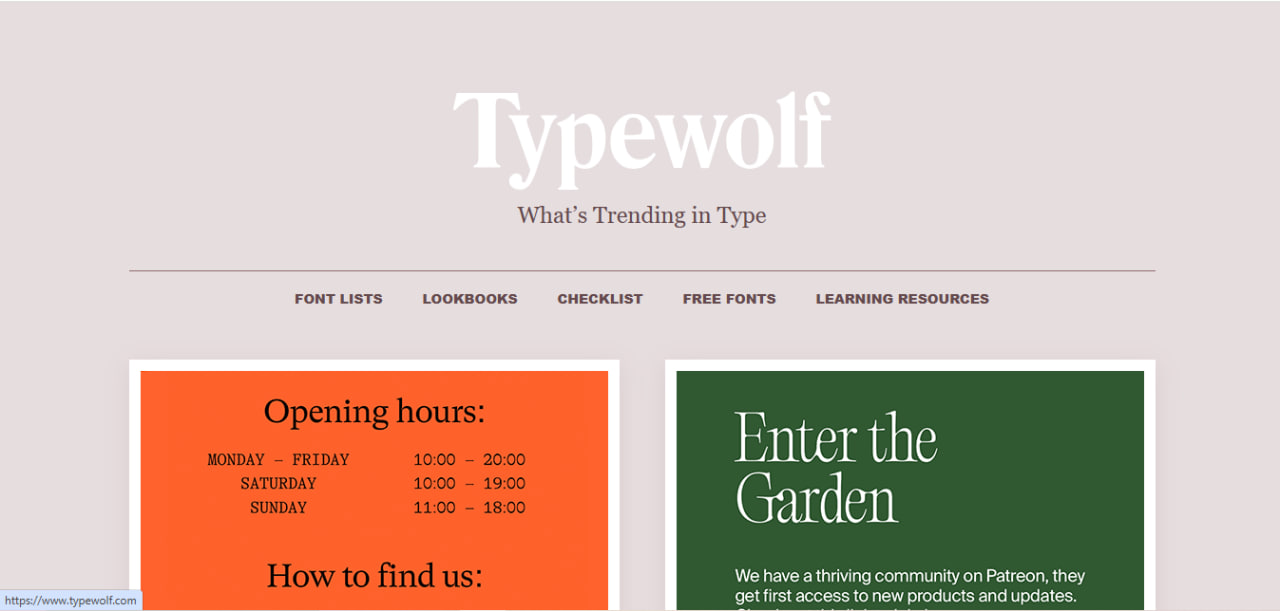 Typewolf
What’s Trending in Type
FONT LISTS LOOKBOOKS CHECKLIST FREE FONTS LEARNING RESOURCES
Opening hours:
MONDAY – FRIDAY 10:00 – 20:00
SATURDAY 10:00 – 19:00
SUNDAY 11:00 – 18:00
How to find us:
Enter the
Garden
We have a thriving community on Patreon, they
get first access to new products and updates.
https://www.typewolf.com